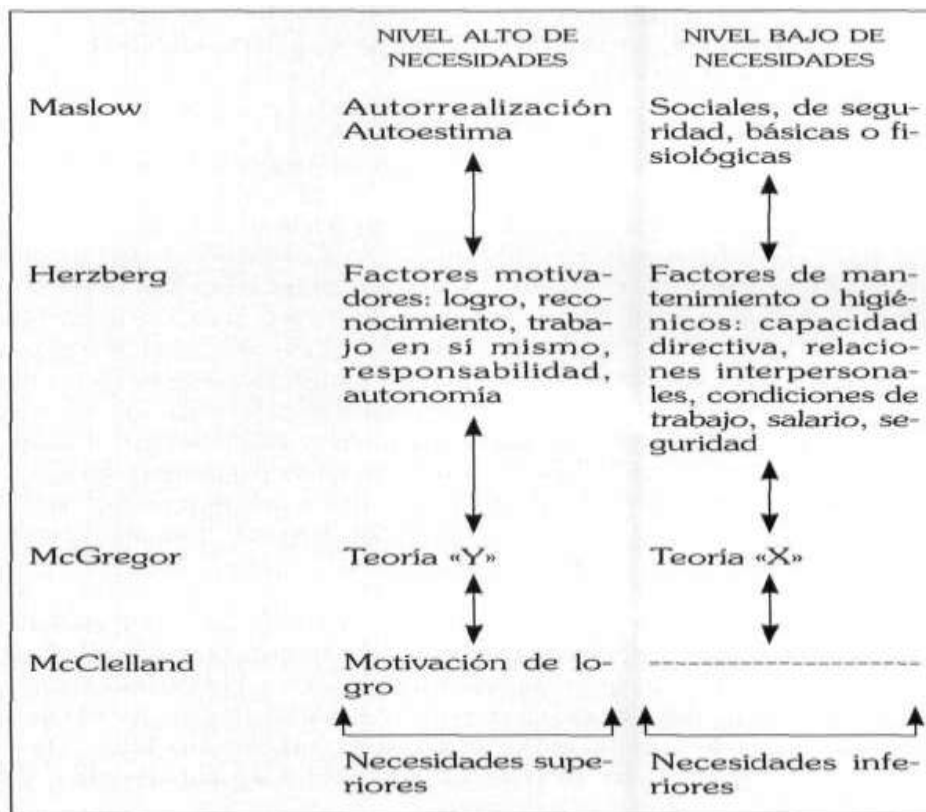 NIVEL ALTO DE
NECESIDADES
NIVEL BAJO DE
NECESIDADES
Maslow
Autorrealización
Autoestima
Sociales, de segu-
ridad, básicas o fi-
siológicas
Herzberg
Factores motiva-
dores: logro, reco-
nocimiento, traba-
jo en sí mismo,
responsabilidad,
autonomía
Factores de man-
tenimiento o higié-
nicos: capacidad
directiva, relacio-
nes interpersona-
les, condiciones de
trabajo, salario, se-
guridad
McGregor
Teoría «Y»
Teoría «X»
McClelland
Motivación de lo-
gro
Necesidades supe-
riores
Necesidades infe-
riores